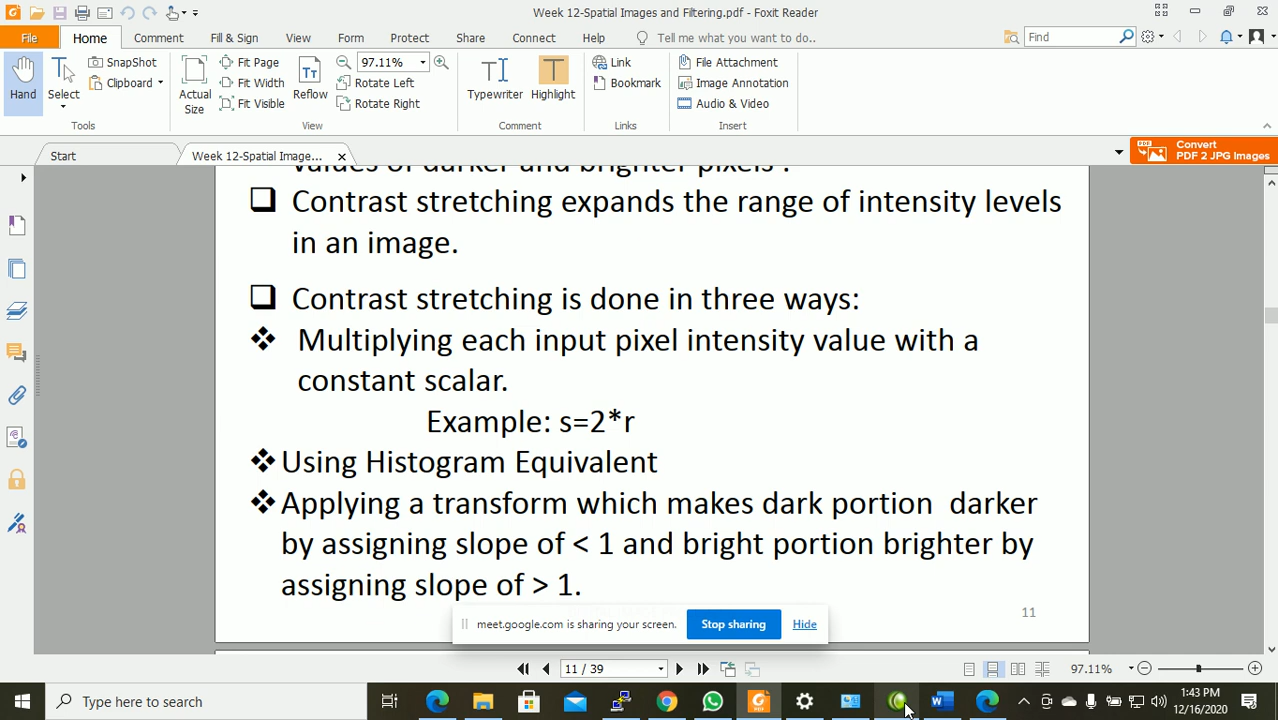 Week 12-Spatial Images and Filtering.pdf - Foxit Reader
File Home Comment Fill & Sign View Form Protect Share Connect Help Tell me what you want to do.. Find
Hand
Select
SnapShot
Clipboard
Tools
Actual Size
Fit Page
Fit Width
Fit Visible
Reflow
97.11%
Rotate Left
Rotate Right
View
Typewriter
Highlight
Comment
Link
Bookmark
Links
File Attachment
Image Annotation
Audio & Video
Insert
Start
Week 12-Spatial Image...
Convert
PDF 2 JPG Images
values of darker and brighter pixels .
Contrast stretching expands the range of intensity levels
in an image.
Contrast stretching is done in three ways:
Multiplying each input pixel intensity value with a
constant scalar.
Example: s=2*r
Using Histogram Equivalent
Applying a transform which makes dark portion darker
by assigning slope of < 1 and bright portion brighter by
assigning slope of > 1.
11
meet.google.com is sharing your screen. Stop sharing Hide
11 / 39
97.11%
Type here to search
1:43 PM
12/16/2020